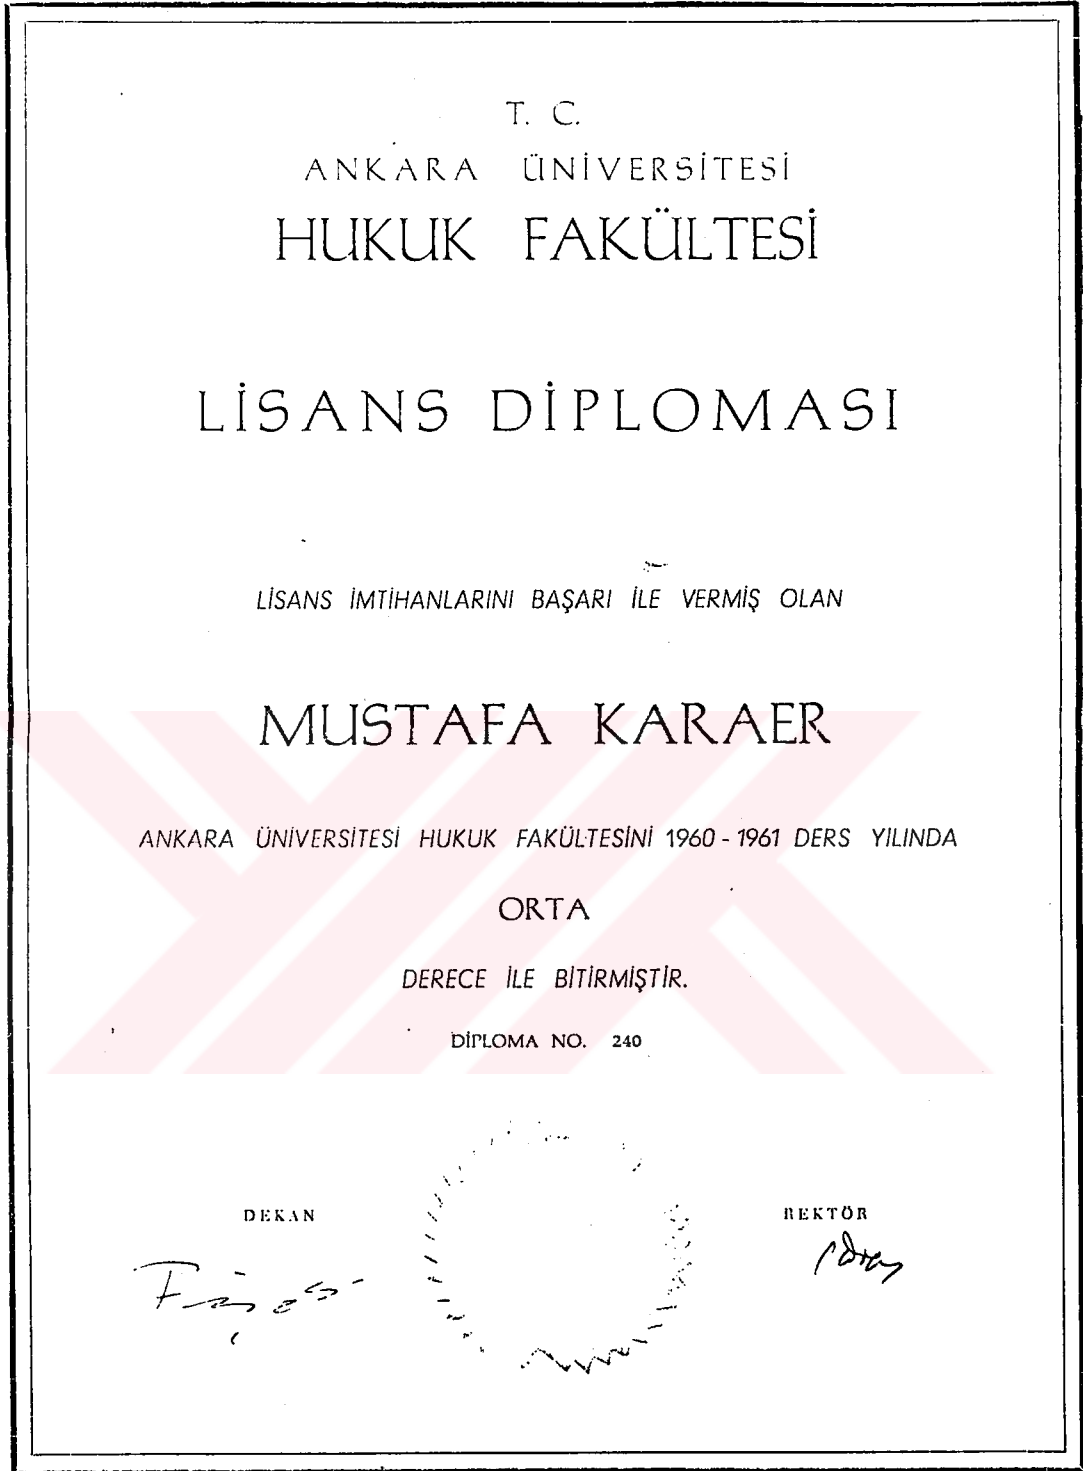 T. C.
ANKARA ÜNİVERSİTESİ
HUKUK FAKÜLTESİ
LİSANS DİPLOMASI
LİSANS İMTİHANLARINI BAŞARI İLE VERMİŞ OLAN
MUSTAFA KARAER
ANKARA ÜNİVERSİTESİ HUKUK FAKÜLTESİNİ 1960 - 1961 DERS YILINDA
ORTA
DERECE İLE BİTİRMİŞTİR.
DİPLOMA NO. 240
DEKAN
REKTÖR